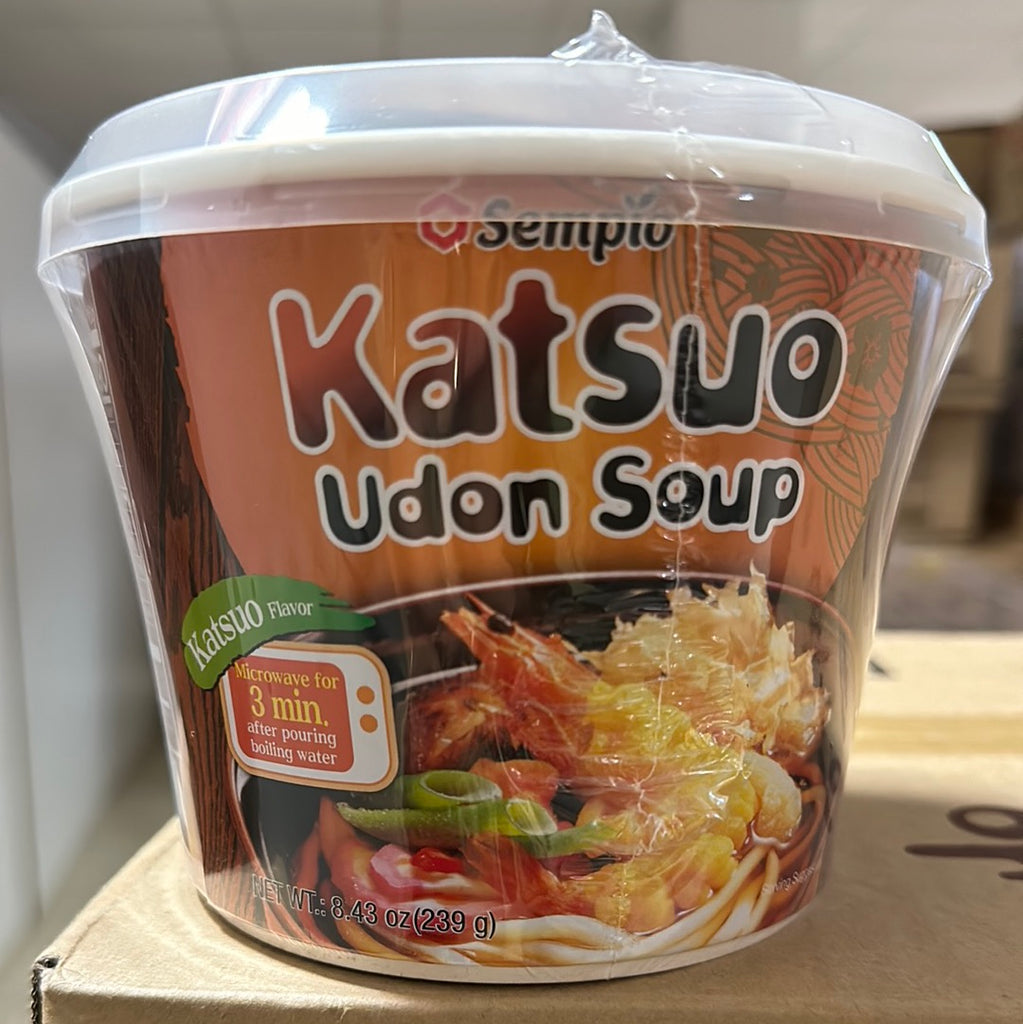 Sempio
Katsuo
Udon Soup
Katsuo Flavor
Microwave for
3 min.
after pouring
boiling water
NET WT.: 8.43 oz (239 g)
Serving